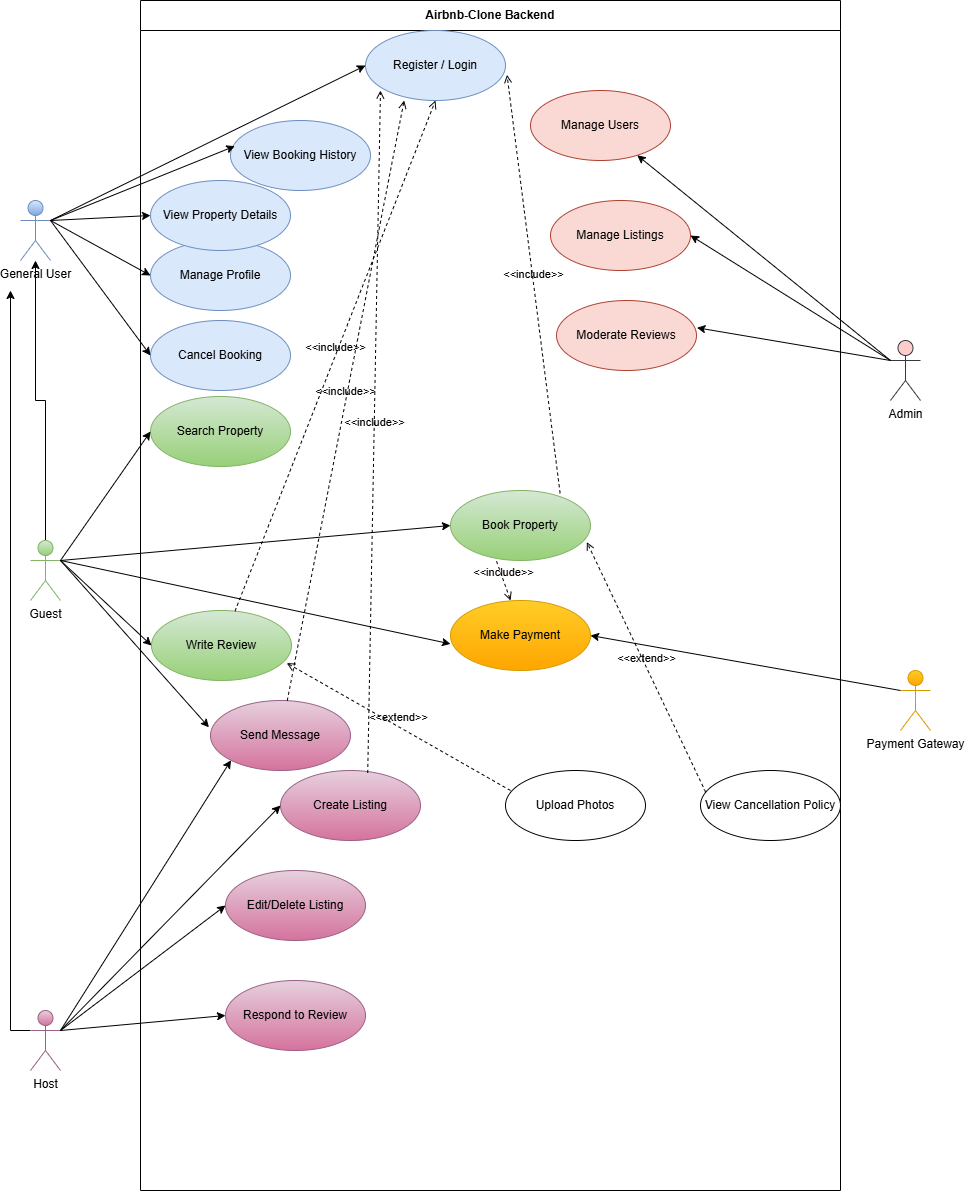 Airbnb-Clone Backend
Register / Login
Manage Users
View Booking History
View Property Details
Manage Listings
General User
Manage Profile
<<include>>
Moderate Reviews
<<include>>
Cancel Booking
<<include>>
Admin
<<include>>
Search Property
Book Property
<<include>>
Guest
Make Payment
Write Review
<<extend>>
<<extend>>
Send Message
Payment Gateway
Create Listing
Upload Photos
View Cancellation Policy
Edit/Delete Listing
Respond to Review
Host